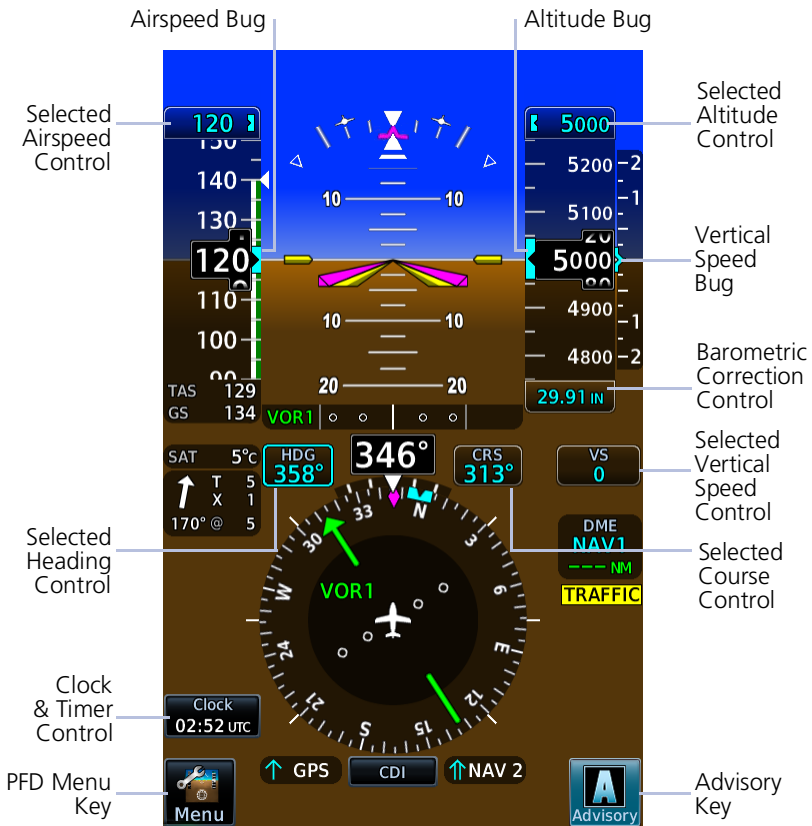 Airspeed Bug
Altitude Bug
Selected
Airspeed
Control
Selected
Altitude
Control
Vertical
Speed
Bug
Barometric
Correction
Control
Selected
Vertical
Speed
Control
Selected
Heading
Control
Selected
Course
Control
Clock
& Timer
Control
PFD Menu
Key
Advisory
Key
120
140
130
120
110
100
TAS 129
GS 134
10 10
10 10
20 20
VOR1
5000
5200
5100
20
5000
4900
4800
2
1
1
2
29.91 IN
SAT 5°C
T 5
X 1
170° @ 5
HDG
358°
346°
CRS
313°
VS
0
DME
NAV1
--- NM
TRAFFIC
33 N 3 6 E 12 15 S 21 24 W 30
VOR1
Clock
02:52 UTC
Menu
GPS
CDI
NAV 2
A
Advisory